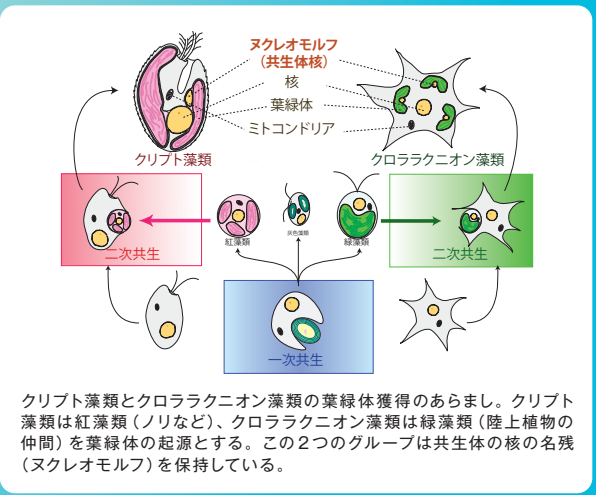 ヌクレオモルフ
（共生体核）
核
葉緑体
ミトコンドリア
クリプト藻類
クロララクニオン藻類
二次共生
紅藻類
灰色藻類
緑藻類
二次共生
一次共生
クリプト藻類とクロララクニオン藻類の葉緑体獲得のあらまし。クリプト
藻類は紅藻類（ノリなど）、クロララクニオン藻類は緑藻類（陸上植物の
仲間）を葉緑体の起源とする。この２つのグループは共生体の核の名残
（ヌクレオモルフ）を保持している。